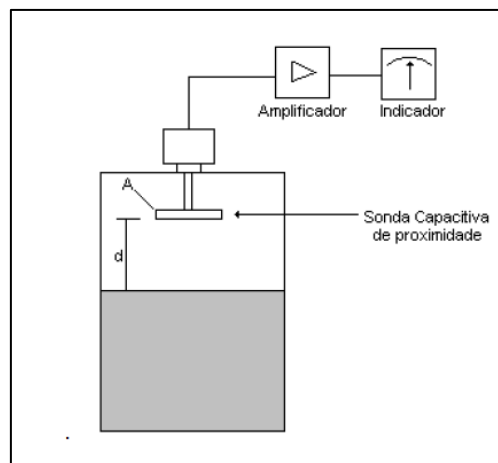 Amplificador
Indicador
A
Sonda Capacitiva
de proximidade
d